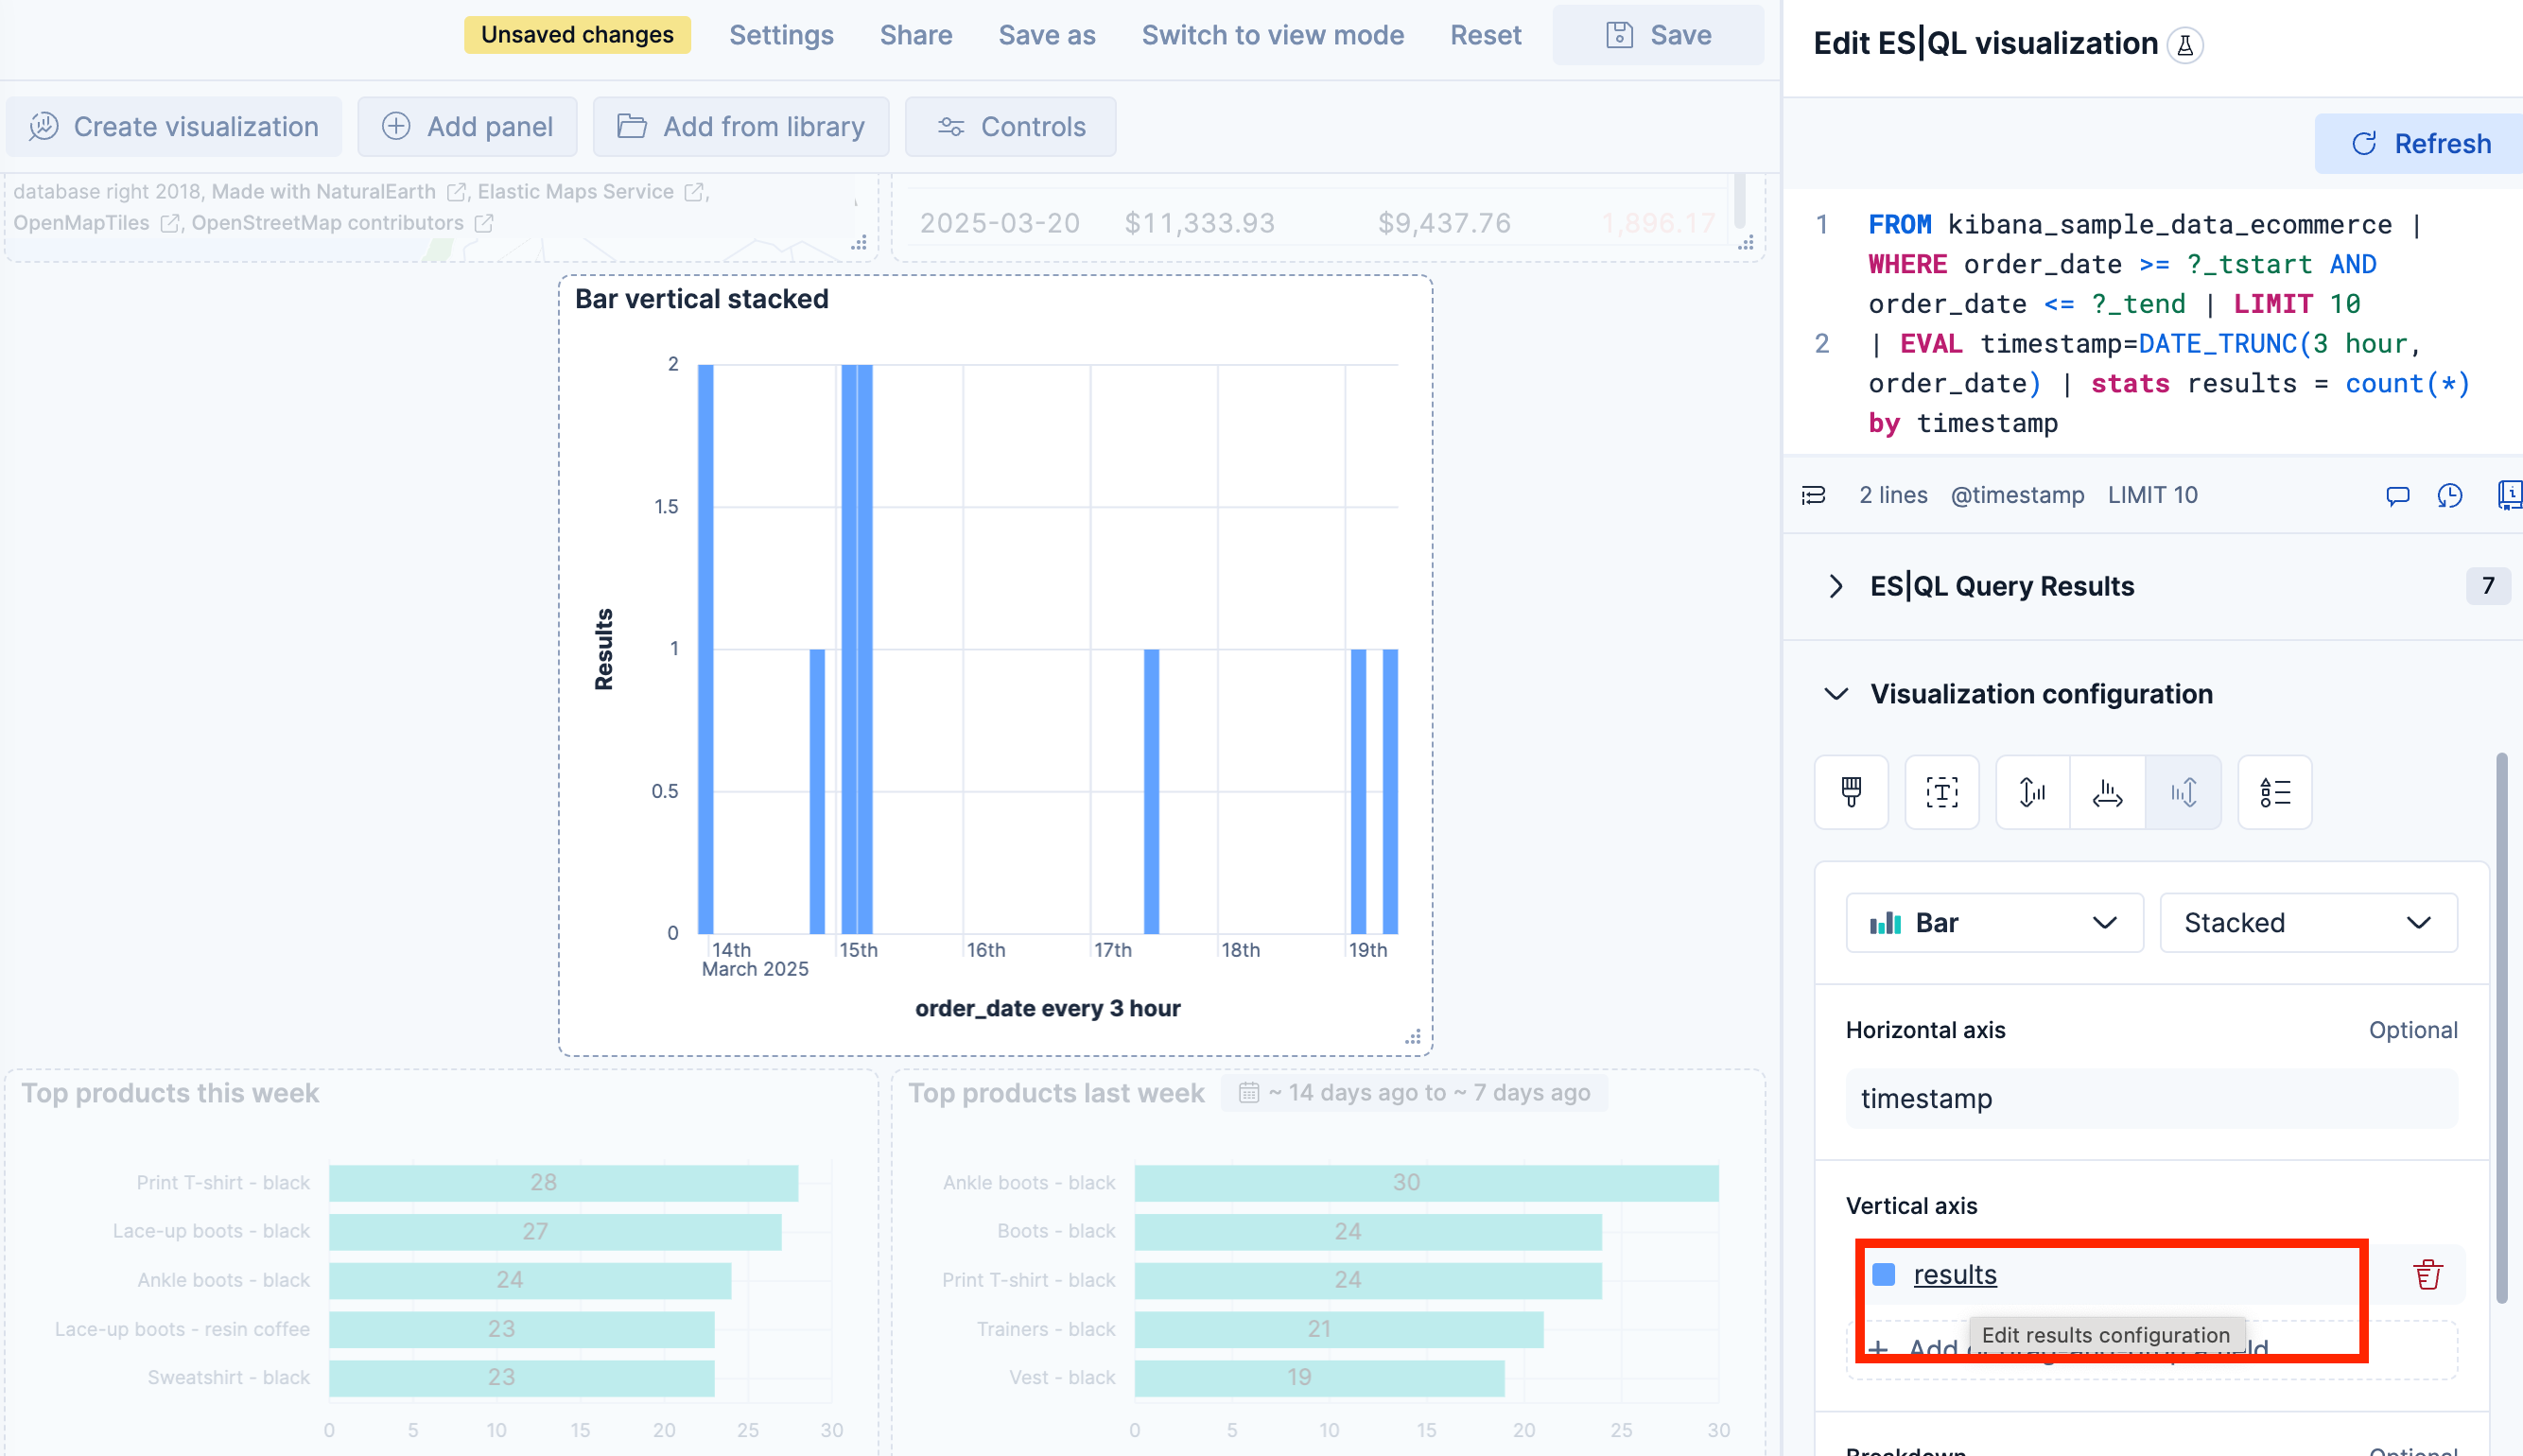 Unsaved changes
Settings
Share
Save as
Switch to view mode
Reset
Save
Create visualization
Add panel
Add from library
Controls
database right 2018, Made with NaturalEarth , Elastic Maps Service ,
OpenMapTiles , OpenStreetMap contributors
2025-03-20 $11,333.93 $9,437.76 1,896.17
Bar vertical stacked
2
1.5
1
0.5
0
Results
14th 15th 16th 17th 18th 19th
March 2025
order_date every 3 hour
Top products this week
Print T-shirt - black 28
Lace-up boots - black 27
Ankle boots - black 24
Lace-up boots - resin coffee 23
Sweatshirt - black 23
0 5 10 15 20 25 30
Top products last week ~ 14 days ago to ~ 7 days ago
Ankle boots - black 30
Boots - black 24
Print T-shirt - black 24
Trainers - black 21
Vest - black 19
0 5 10 15 20 25 30
Edit ES|QL visualization
Refresh
1 FROM kibana_sample_data_ecommerce |
WHERE order_date >= ?_tstart AND
order_date <= ?_tend | LIMIT 10
2 | EVAL timestamp=DATE_TRUNC(3 hour,
order_date) | stats results = count(*)
by timestamp
2 lines @timestamp LIMIT 10
ES|QL Query Results 7
Visualization configuration
Bar
Stacked
Horizontal axis Optional
timestamp
Vertical axis
results
Edit results configuration
+ Add
Breakdown Optional